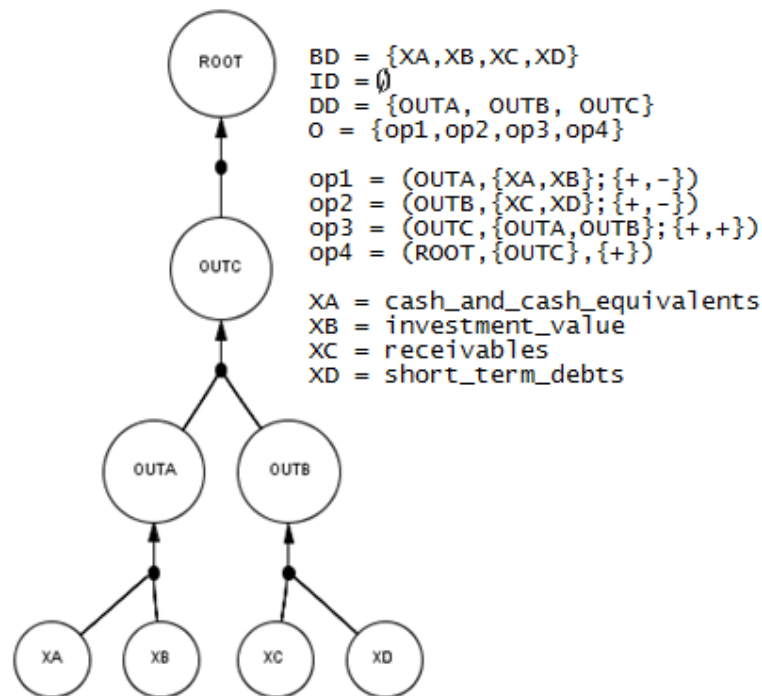 ROOT
BD = {XA,XB,XC,XD}
ID =∅
DD = {OUTA, OUTB, OUTC}
O = {op1,op2,op3,op4}
op1 = (OUTA,{XA,XB};{+,-})
op2 = (OUTB,{XC,XD};{+,-})
op3 = (OUTC,{OUTA,OUTB};{+,+})
op4 = (ROOT,{OUTC},{+})
OUTC
XA = cash_and_cash_equivalents
XB = investment_value
XC = receivables
XD = short_term_debts
OUTA
OUTB
XA
XB
XC
XD